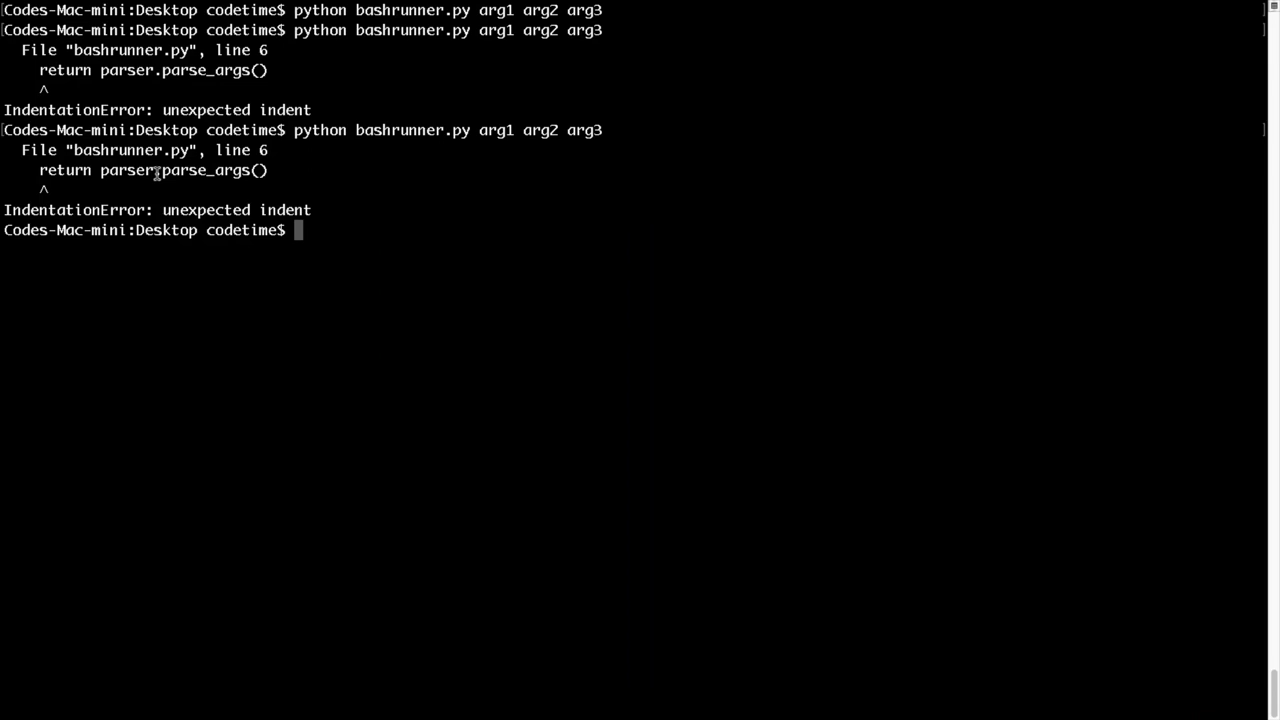 [Codes-Mac-mini:Desktop codetime$ python bashrunner.py arg1 arg2 arg3 ]
[Codes-Mac-mini:Desktop codetime$ python bashrunner.py arg1 arg2 arg3 ]
  File "bashrunner.py", line 6
    return parser.parse_args()
    ^
IndentationError: unexpected indent
[Codes-Mac-mini:Desktop codetime$ python bashrunner.py arg1 arg2 arg3 ]
  File "bashrunner.py", line 6
    return parser.parse_args()
    ^
IndentationError: unexpected indent
Codes-Mac-mini:Desktop codetime$